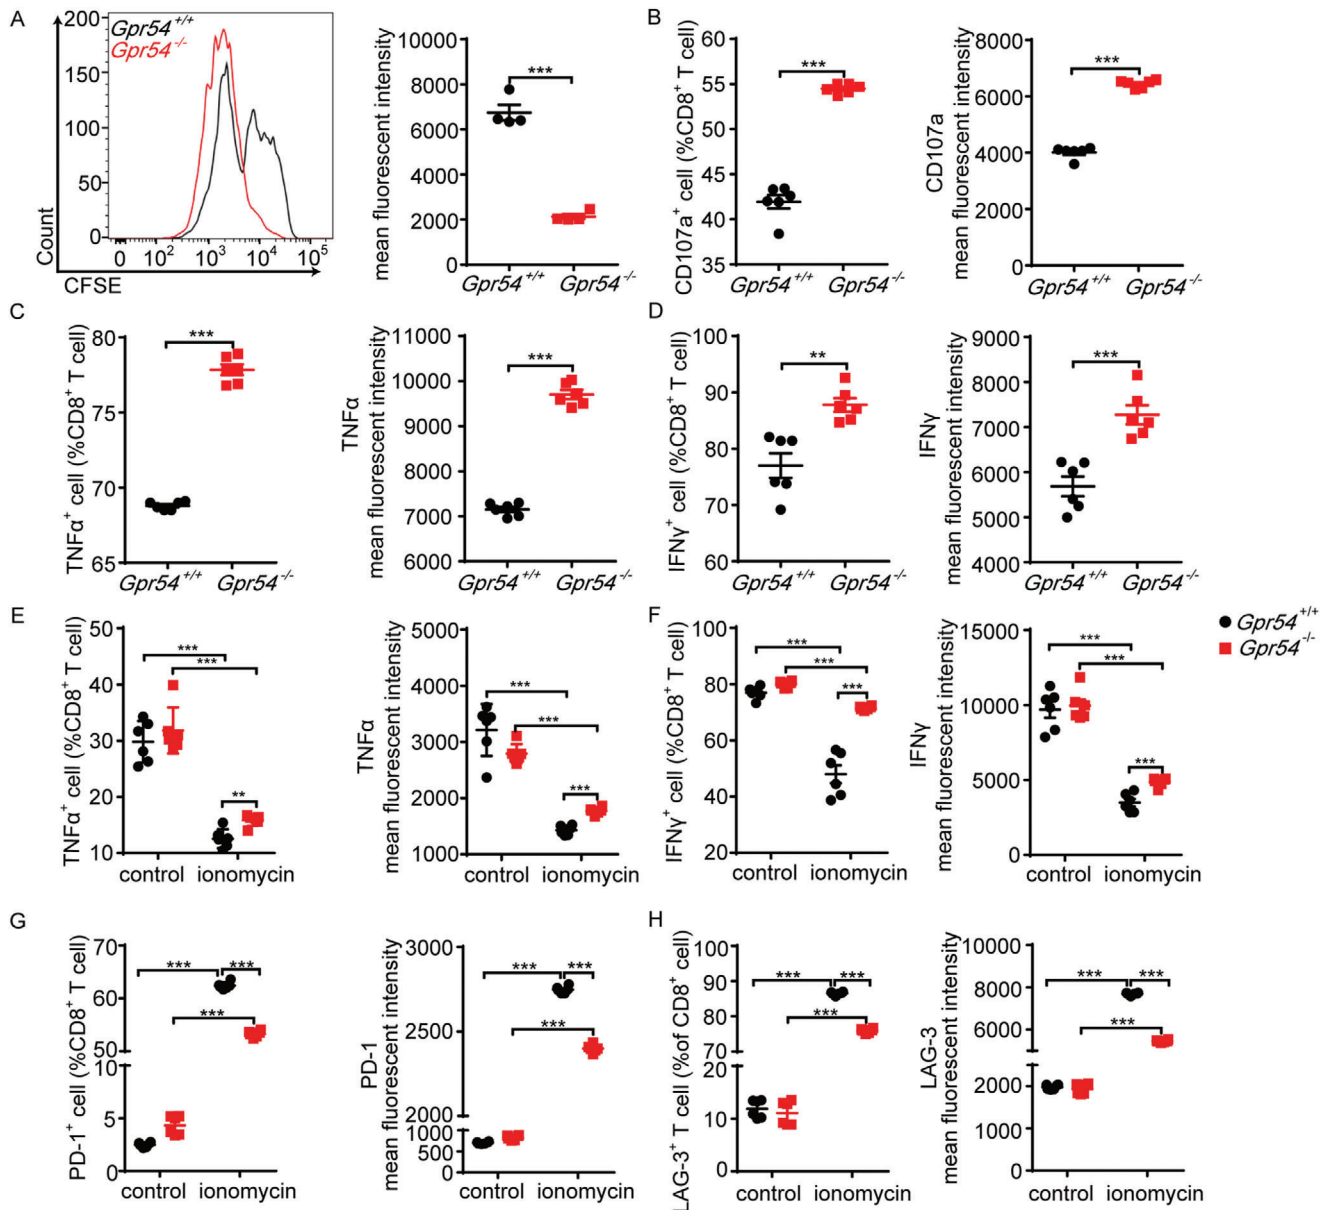 A
200
150
100
50
0
Count
Gpr54+/+
Gpr54-/-
0 10² 10³ 10⁴ 10⁵
CFSE
mean fluorescent intensity
10000
8000
6000
4000
2000
0
***
Gpr54+/+ Gpr54-/-
B
CD107a+ cell (%CD8+ T cell)
60
55
50
45
40
35
***
Gpr54+/+ Gpr54-/-
CD107a
mean fluorescent intensity
8000
6000
4000
2000
0
***
Gpr54+/+ Gpr54-/-
C
TNFα+ cell (%CD8+ T cell)
80
75
70
65
***
Gpr54+/+ Gpr54-/-
TNFα
mean fluorescent intensity
11000
10000
9000
8000
7000
6000
***
Gpr54+/+ Gpr54-/-
D
IFNγ+ cell (%CD8+ T cell)
100
90
80
70
60
**
Gpr54+/+ Gpr54-/-
IFNγ
mean fluorescent intensity
9000
8000
7000
6000
5000
4000
***
Gpr54+/+ Gpr54-/-
E
TNFα+ cell (%CD8+ T cell)
50
40
30
20
10
***
***
**
control ionomycin
TNFα
mean fluorescent intensity
5000
4000
3000
2000
1000
***
***
***
control ionomycin
F
IFNγ+ cell (%CD8+ T cell)
100
80
60
40
20
***
***
***
control ionomycin
IFNγ
mean fluorescent intensity
15000
10000
5000
0
***
***
***
control ionomycin
Gpr54+/+
Gpr54-/-
G
PD-1+ cell (%CD8+ T cell)
70
60
50
10
5
0
*** ***
***
control ionomycin
PD-1
mean fluorescent intensity
3000
2500
2000
1000
500
0
*** ***
***
control ionomycin
H
LAG-3+ T cell (%of CD8+ cell)
100
90
80
70
20
10
0
*** ***
***
control ionomycin
LAG-3
mean fluorescent intensity
10000
8000
6000
4000
2000
0
*** ***
***
control ionomycin